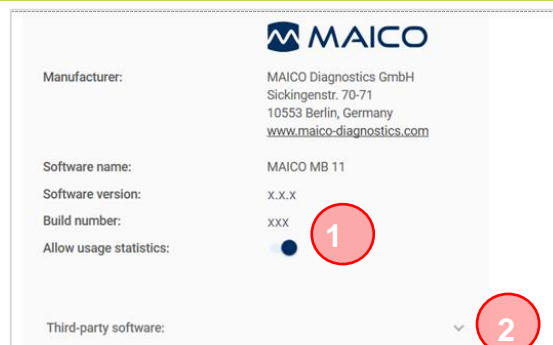 MAICO
Manufacturer: MAICO Diagnostics GmbH
Sickingenstr. 70-71
10553 Berlin, Germany
www.maico-diagnostics.com
Software name: MAICO MB 11
Software version: x.x.x
Build number: xxx
1
Allow usage statistics:
Third-party software:
2